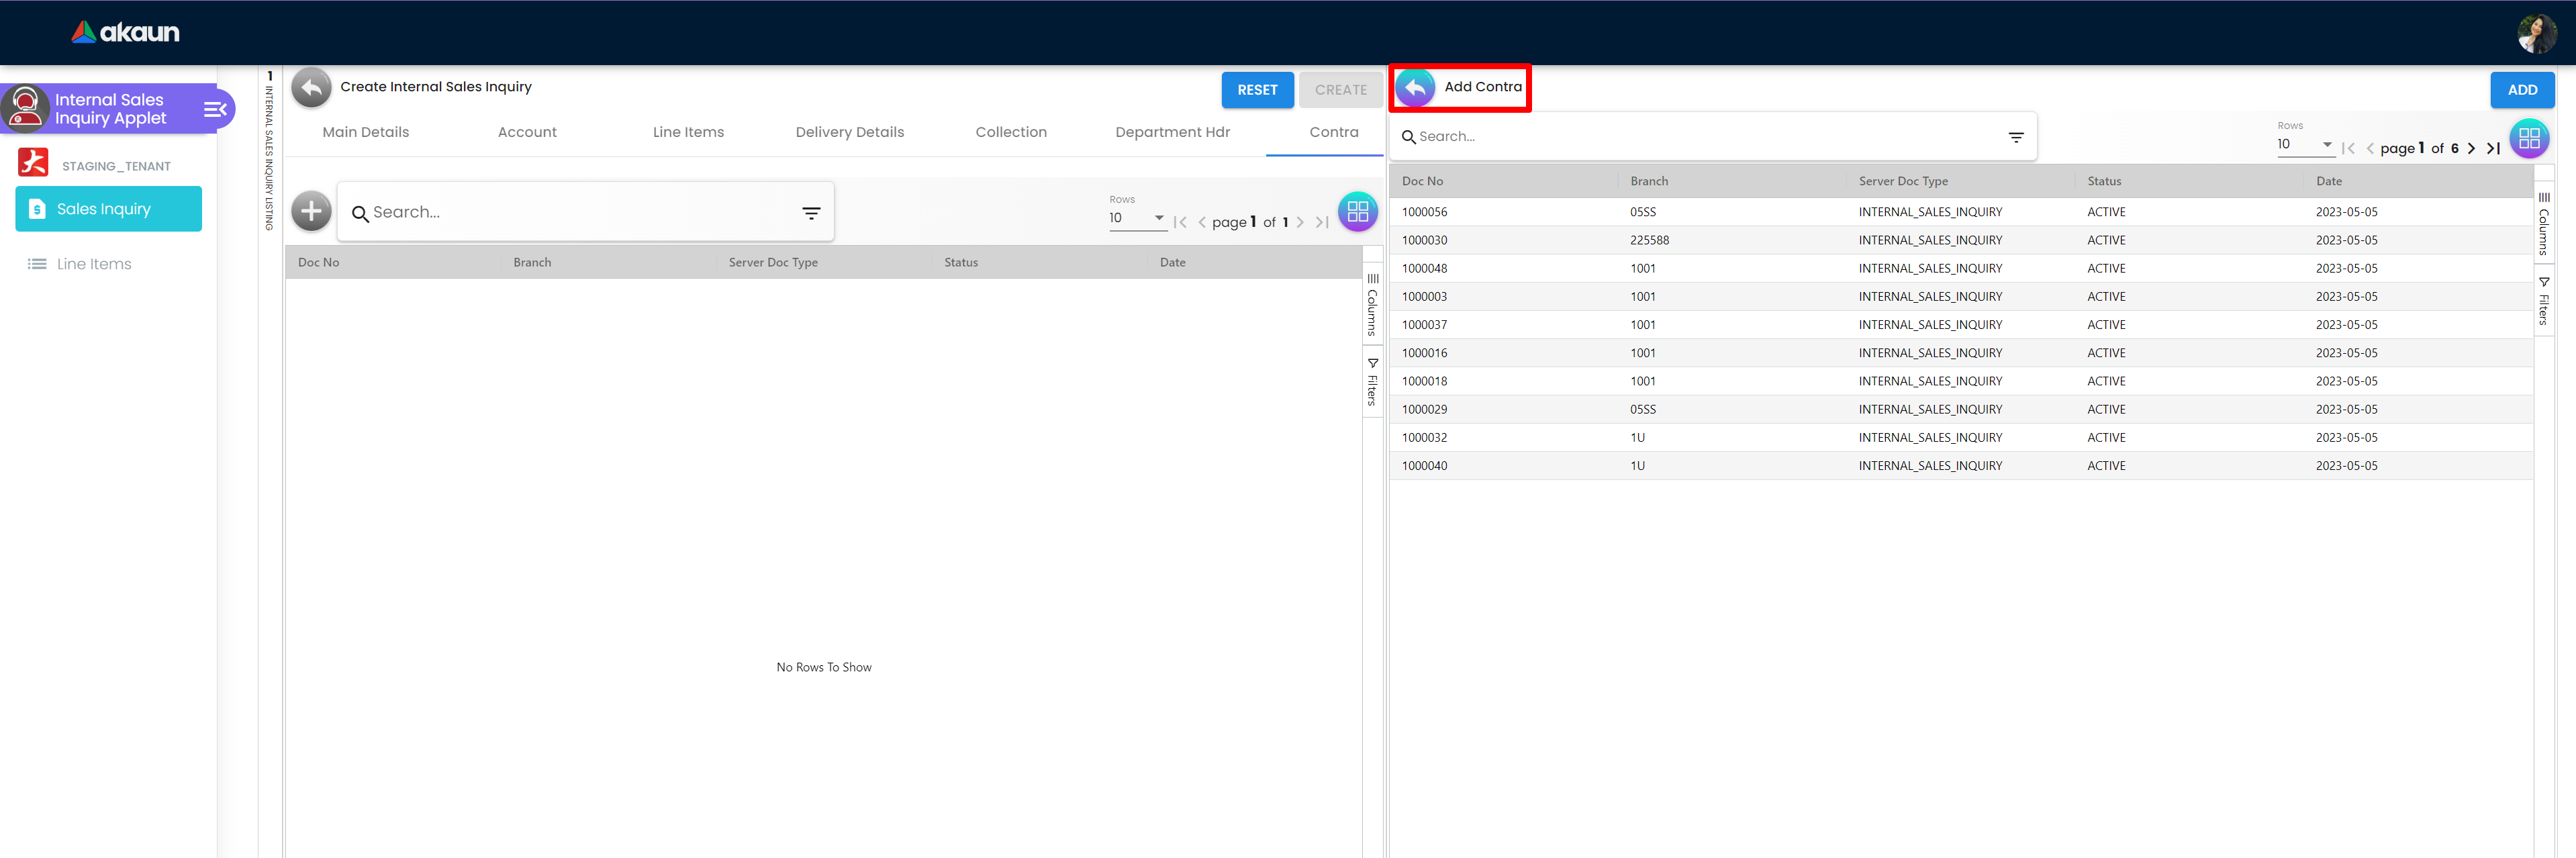 akaun
Internal Sales
Inquiry Applet
STAGING_TENANT
Sales Inquiry
Line Items
1 INTERNAL SALES INQUIRY LISTING
Create Internal Sales Inquiry
RESET
CREATE
Main Details Account Line Items Delivery Details Collection Department Hdr Contra
Search...
Rows
10
page 1 of 1
Doc No Branch Server Doc Type Status Date
Columns
Filters
No Rows To Show
Add Contra
ADD
Search...
Rows
10
page 1 of 6
Doc No Branch Server Doc Type Status Date
1000056 05SS INTERNAL_SALES_INQUIRY ACTIVE 2023-05-05
1000030 225588 INTERNAL_SALES_INQUIRY ACTIVE 2023-05-05
1000048 1001 INTERNAL_SALES_INQUIRY ACTIVE 2023-05-05
1000003 1001 INTERNAL_SALES_INQUIRY ACTIVE 2023-05-05
1000037 1001 INTERNAL_SALES_INQUIRY ACTIVE 2023-05-05
1000016 1001 INTERNAL_SALES_INQUIRY ACTIVE 2023-05-05
1000018 1001 INTERNAL_SALES_INQUIRY ACTIVE 2023-05-05
1000029 05SS INTERNAL_SALES_INQUIRY ACTIVE 2023-05-05
1000032 1U INTERNAL_SALES_INQUIRY ACTIVE 2023-05-05
1000040 1U INTERNAL_SALES_INQUIRY ACTIVE 2023-05-05
Columns
Filters